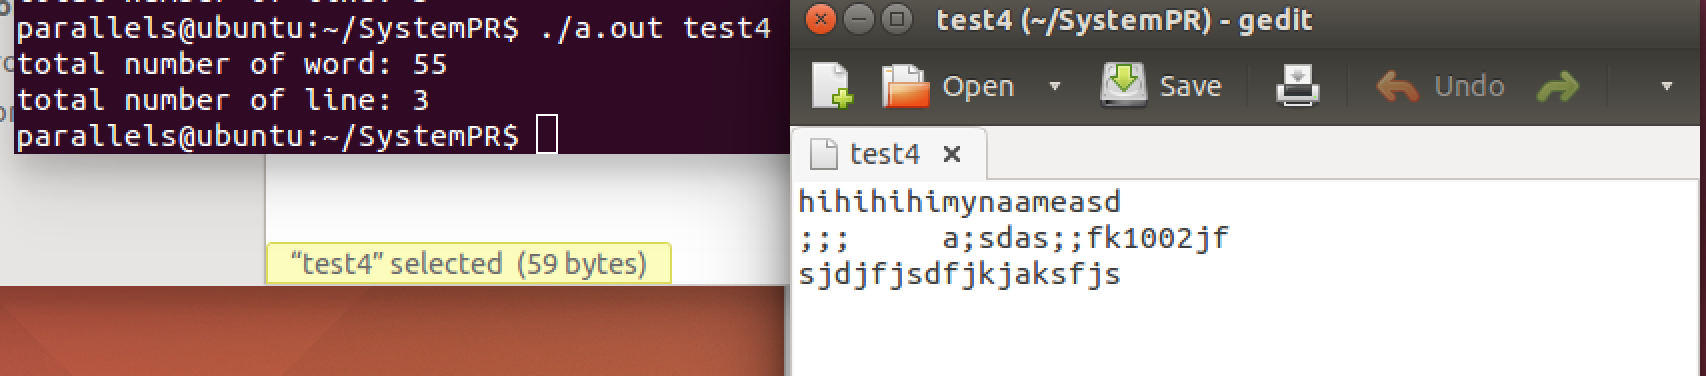 parallels@ubuntu:~/SystemPR$ ./a.out test4
total number of word: 55
total number of line: 3
parallels@ubuntu:~/SystemPR$
“test4” selected (59 bytes)
test4 (~/SystemPR) - gedit
Open Save Undo
test4
hihihihimynaameasd
;;;     a;sdas;;fk1002jf
sjdjfjsdfjkjaksfjs